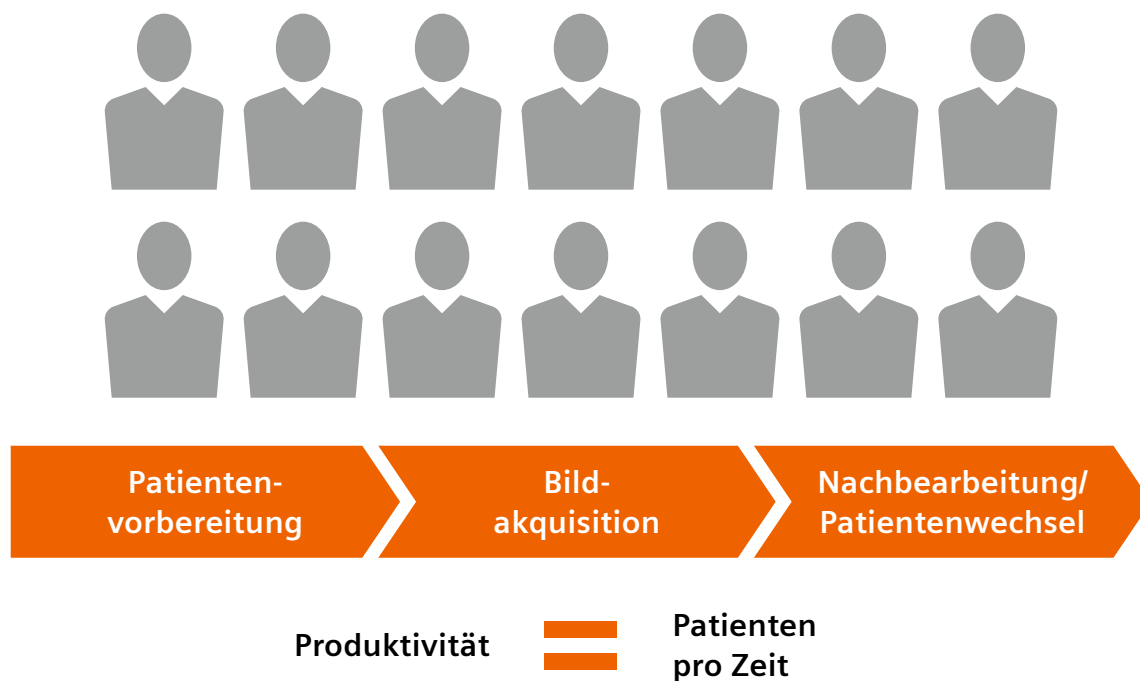 Patienten-
vorbereitung
Bild-
akquisition
Nachbearbeitung/
Patientenwechsel
Produktivität
Patienten
pro Zeit